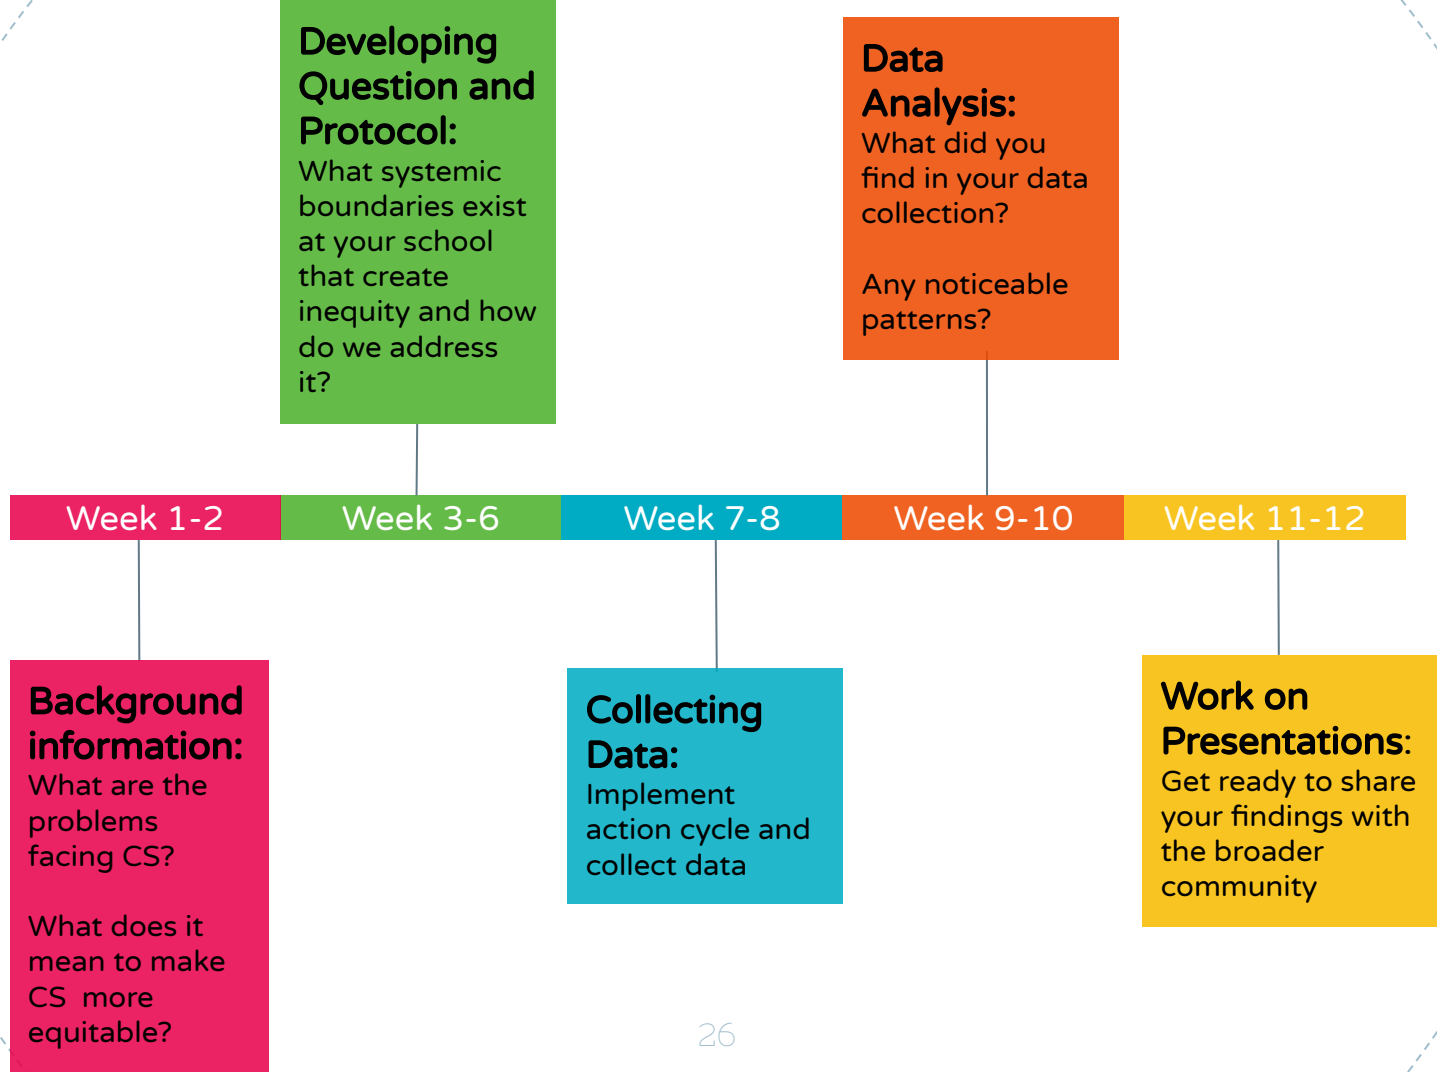 Developing
Question and
Protocol:
What systemic
boundaries exist
at your school
that create
inequity and how
do we address
it?
Data
Analysis:
What did you
find in your data
collection?
Any noticeable
patterns?
Week 1-2
Week 3-6
Week 7-8
Week 9-10
Week 11-12
Background
information:
What are the
problems
facing CS?
What does it
mean to make
CS  more
equitable?
Collecting
Data:
Implement
action cycle and
collect data
Work on
Presentations:
Get ready to share
your findings with
the broader
community
26